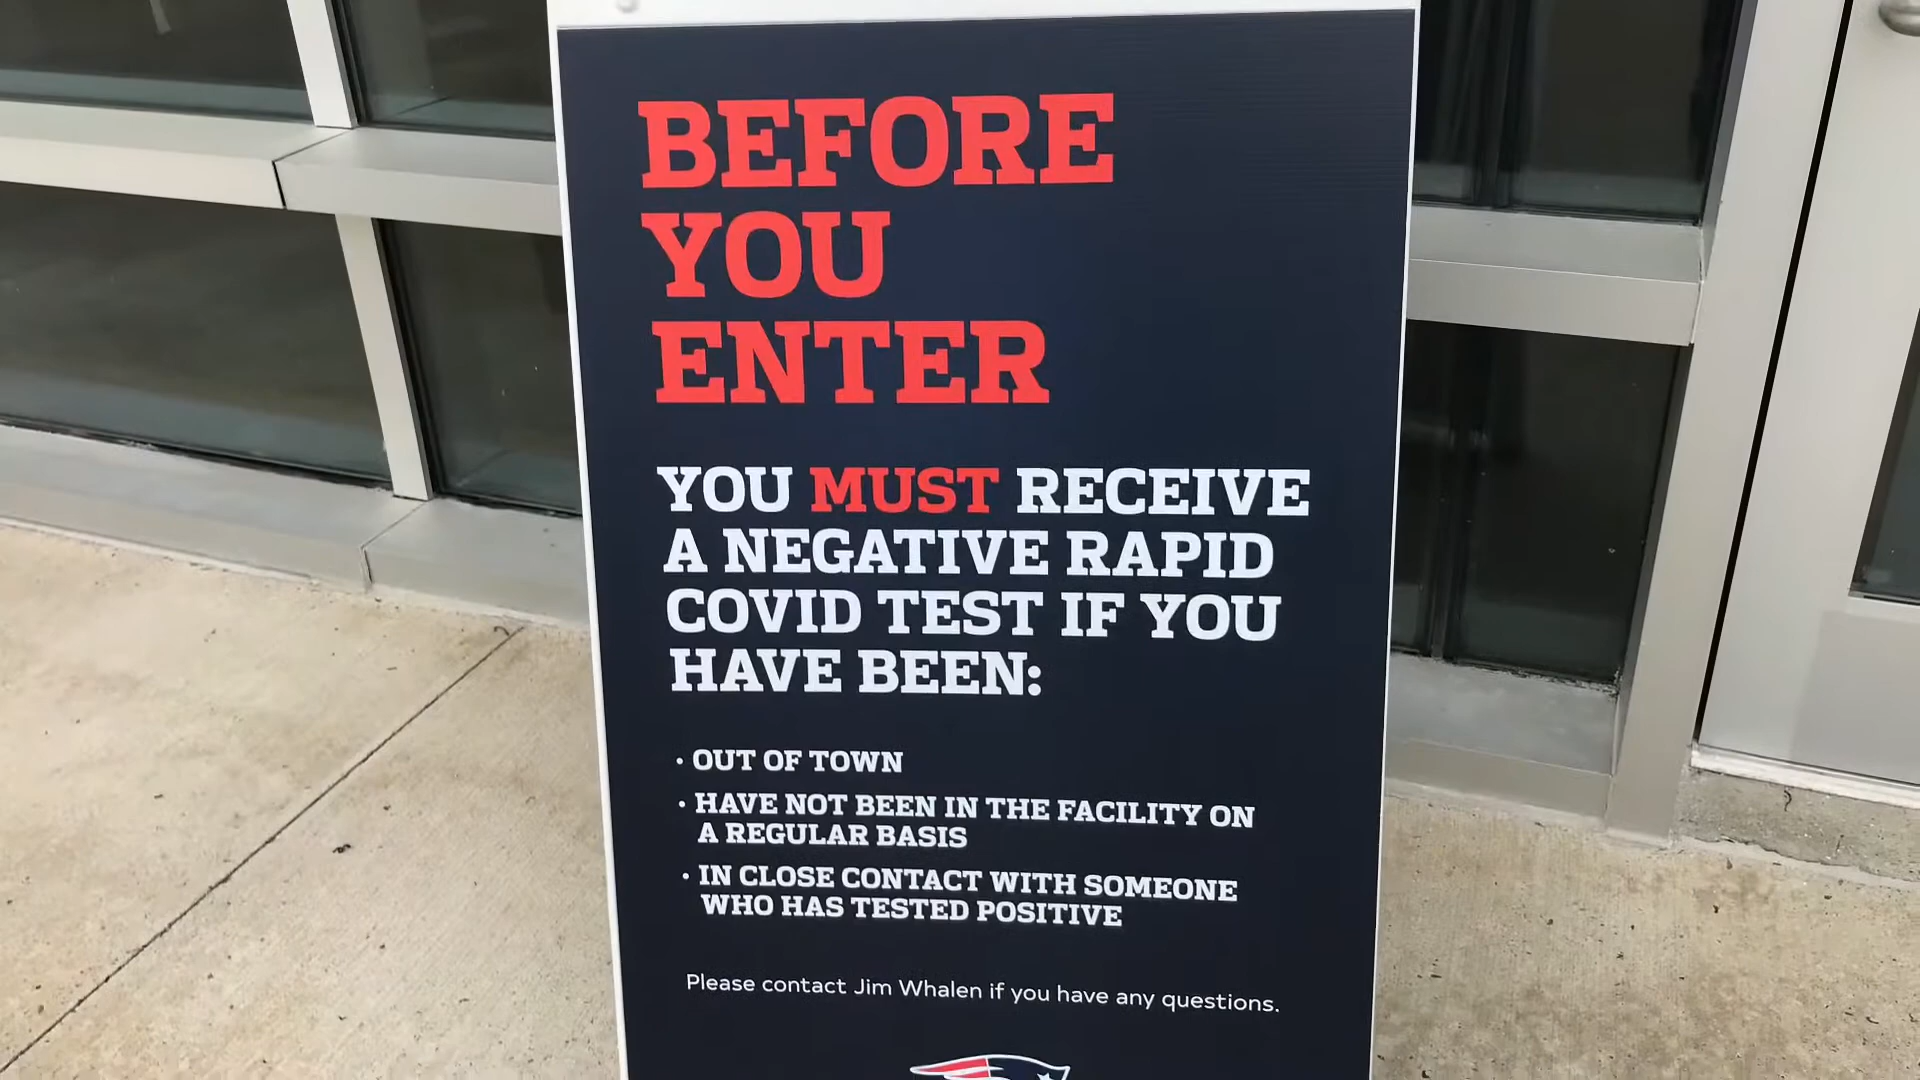 BEFORE
YOU
ENTER
YOU MUST RECEIVE
A NEGATIVE RAPID
COVID TEST IF YOU
HAVE BEEN:
• OUT OF TOWN
• HAVE NOT BEEN IN THE FACILITY ON
A REGULAR BASIS
• IN CLOSE CONTACT WITH SOMEONE
WHO HAS TESTED POSITIVE
Please contact Jim Whalen if you have any questions.